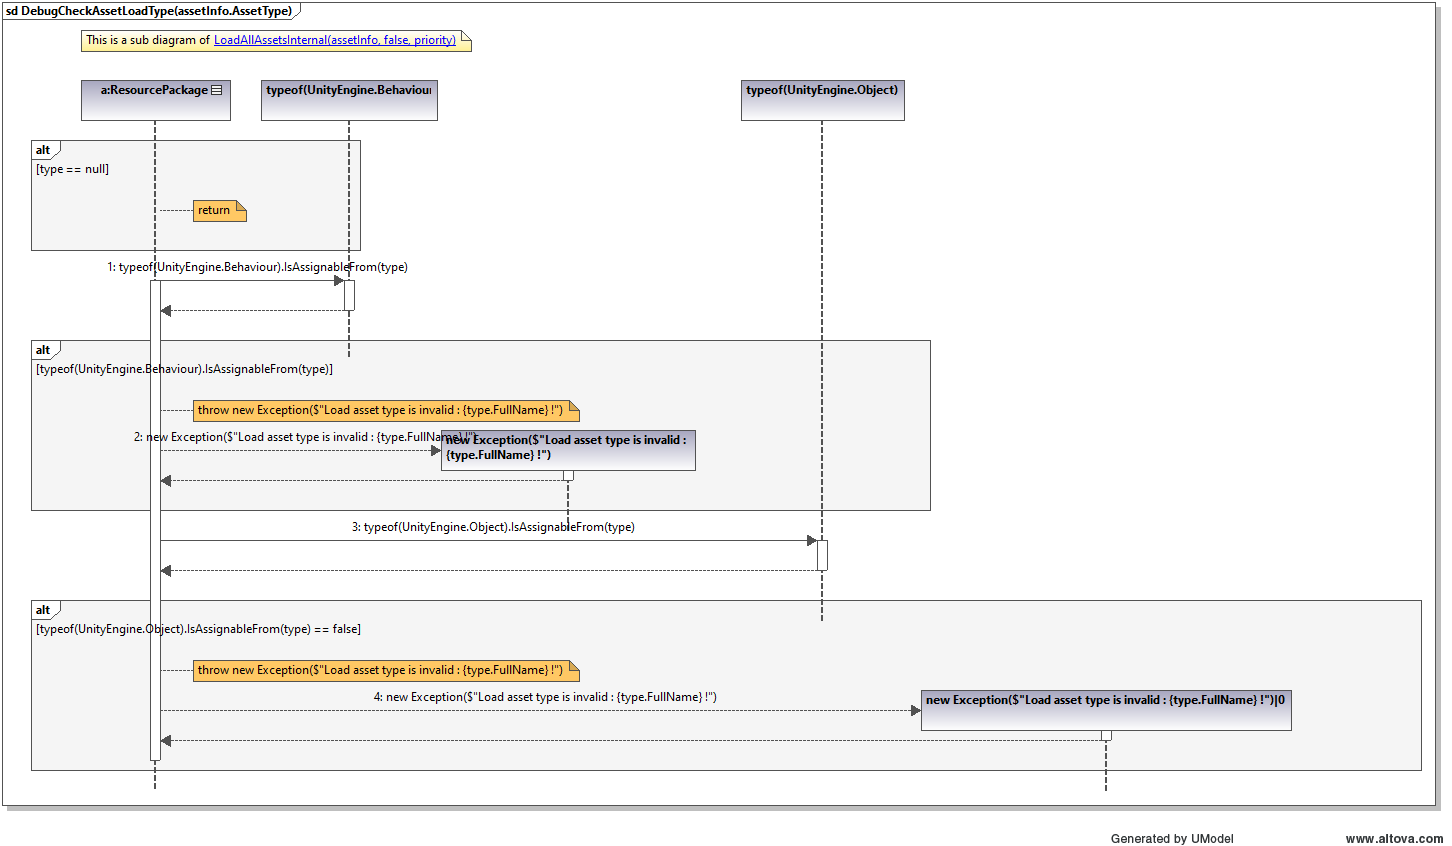 sd DebugCheckAssetLoadType(assetInfo.AssetType)
This is a sub diagram of LoadAllAssetsInternal(assetInfo, false, priority)
a:ResourcePackage
typeof(UnityEngine.Behaviour
typeof(UnityEngine.Object)
alt
[type == null]
return
1: typeof(UnityEngine.Behaviour).IsAssignableFrom(type)
alt
[typeof(UnityEngine.Behaviour).IsAssignableFrom(type)]
throw new Exception($"Load asset type is invalid : {type.FullName} !")
2: new Exception($"Load asset type is invalid : {type.FullName} !")
new Exception($"Load asset type is invalid :
{type.FullName} !")
3: typeof(UnityEngine.Object).IsAssignableFrom(type)
alt
[typeof(UnityEngine.Object).IsAssignableFrom(type) == false]
throw new Exception($"Load asset type is invalid : {type.FullName} !")
4: new Exception($"Load asset type is invalid : {type.FullName} !")
new Exception($"Load asset type is invalid : {type.FullName} !")|0
Generated by UModel
www.altova.com